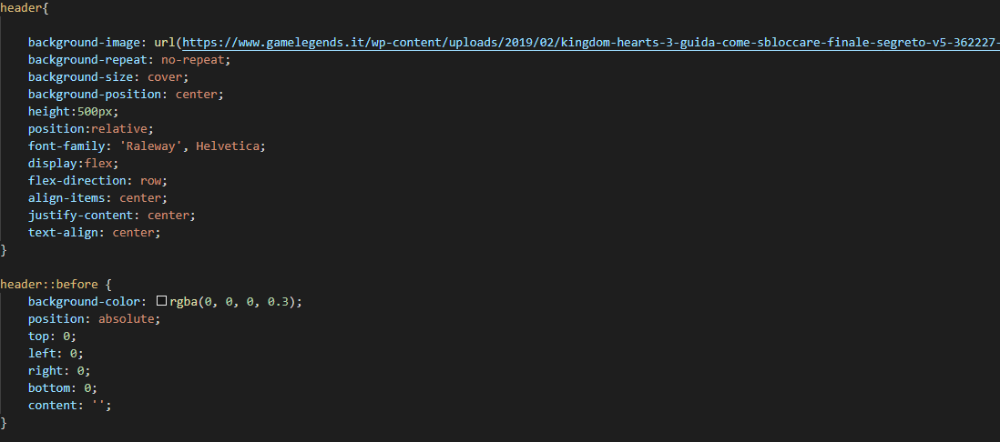 header{
background-image: url(https://www.gamelegends.it/wp-content/uploads/2019/02/kingdom-hearts-3-guida-come-sbloccare-finale-segreto-v5-362227-
background-repeat: no-repeat;
background-size: cover;
background-position: center;
height:500px;
position:relative;
font-family: 'Raleway', Helvetica;
display:flex;
flex-direction: row;
align-items: center;
justify-content: center;
text-align: center;
}
header::before {
background-color: rgba(0, 0, 0, 0.3);
position: absolute;
top: 0;
left: 0;
right: 0;
bottom: 0;
content: '';
}